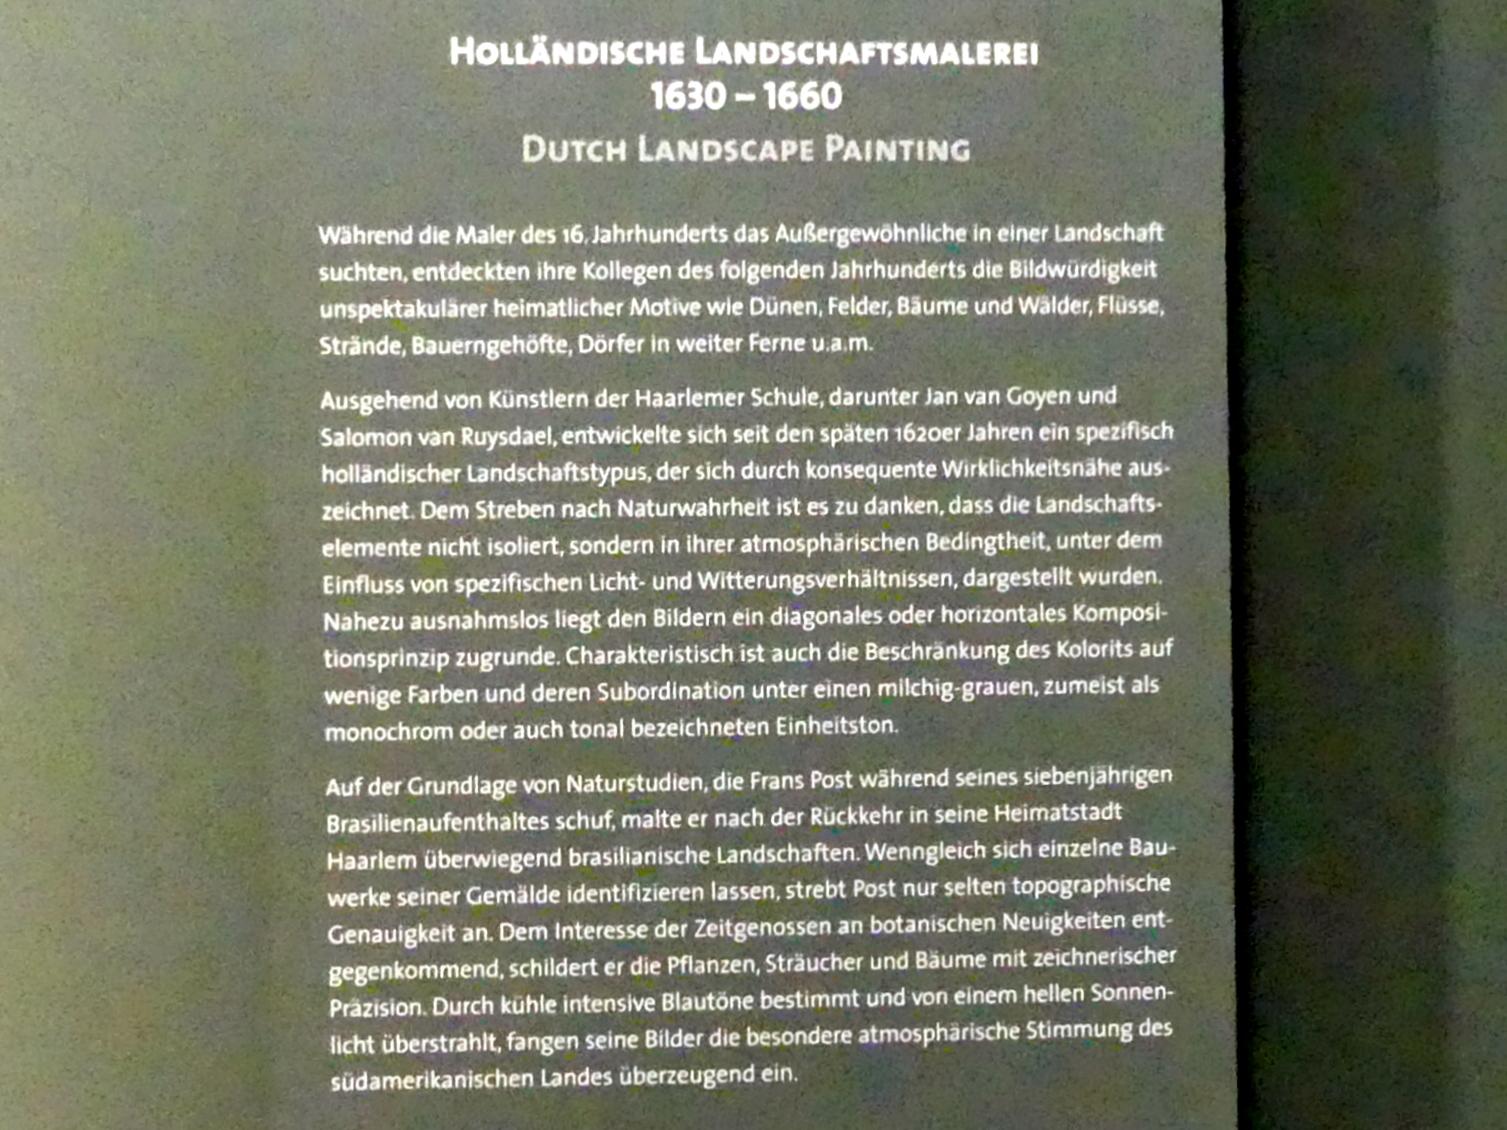 HOLLÄNDISCHE LANDSCHAFTSMALEREI
1630 – 1660
DUTCH LANDSCAPE PAINTING
Während die Maler des 16. Jahrhunderts das Außergewöhnliche in einer Landschaft
suchten, entdeckten ihre Kollegen des folgenden Jahrhunderts die Bildwürdigkeit
unspektakulärer heimatlicher Motive wie Dünen, Felder, Bäume und Wälder, Flüsse,
Strände, Bauerngehöfte, Dörfer in weiter Ferne u.a.m.
Ausgehend von Künstlern der Haarlemer Schule, darunter Jan van Goyen und
Salomon van Ruysdael, entwickelte sich seit den späten 1620er Jahren ein spezifisch
holländischer Landschaftstypus, der sich durch konsequente Wirklichkeitsnähe aus-
zeichnet. Dem Streben nach Naturwahrheit ist es zu danken, dass die Landschafts-
elemente nicht isoliert, sondern in ihrer atmosphärischen Bedingtheit, unter dem
Einfluss von spezifischen Licht- und Witterungsverhältnissen, dargestellt wurden.
Nahezu ausnahmslos liegt den Bildern ein diagonales oder horizontales Komposi-
tionsprinzip zugrunde. Charakteristisch ist auch die Beschränkung des Kolorits auf
wenige Farben und deren Subordination unter einen milchig-grauen, zumeist als
monochrom oder auch tonal bezeichneten Einheitston.
Auf der Grundlage von Naturstudien, die Frans Post während seines siebenjährigen
Brasilienaufenthaltes schuf, malte er nach der Rückkehr in seine Heimatstadt
Haarlem überwiegend brasilianische Landschaften. Wenngleich sich einzelne Bau-
werke seiner Gemälde identifizieren lassen, strebt Post nur selten topographische
Genauigkeit an. Dem Interesse der Zeitgenossen an botanischen Neuigkeiten ent-
gegenkommend, schildert er die Pflanzen, Sträucher und Bäume mit zeichnerischer
Präzision. Durch kühle intensive Blautöne bestimmt und von einem hellen Sonnen-
licht überstrahlt, fangen seine Bilder die besondere atmosphärische Stimmung des
südamerikanischen Landes überzeugend ein.